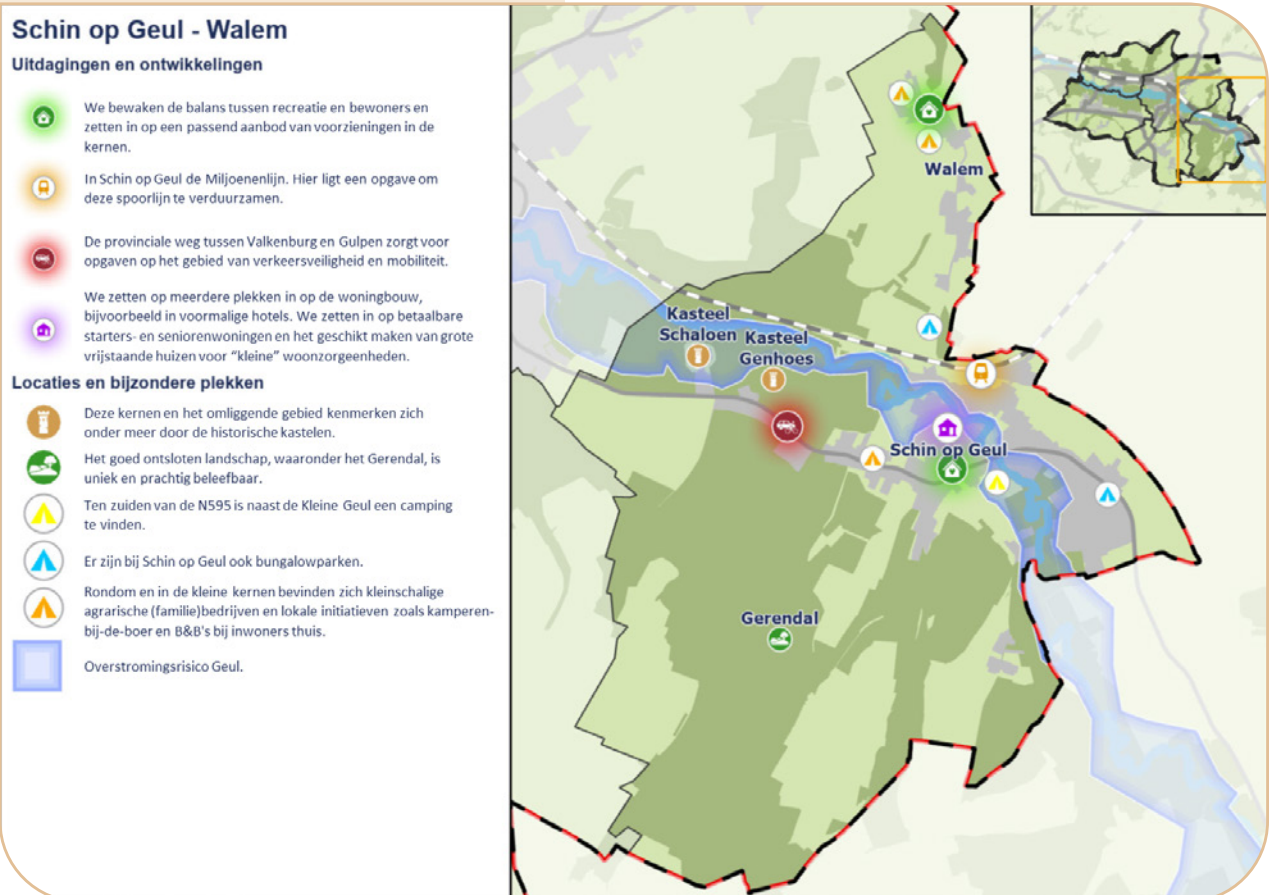 Schin op Geul - Walem
Uitdagingen en ontwikkelingen
We bewaken de balans tussen recreatie en bewoners en
zetten in op een passend aanbod van voorzieningen in de
kernen.
In Schin op Geul de Miljoenenlijn. Hier ligt een opgave om
deze spoorlijn te verduurzamen.
De provinciale weg tussen Valkenburg en Gulpen zorgt voor
opgaven op het gebied van verkeersveiligheid en mobiliteit.
We zetten op meerdere plekken in op de woningbouw,
bijvoorbeeld in voormalige hotels. We zetten in op betaalbare
starters- en seniorenwoningen en het geschikt maken van grote
vrijstaande huizen voor “kleine” woonzorgeenheden.
Locaties en bijzondere plekken
Deze kernen en het omliggende gebied kenmerken zich
onder meer door de historische kastelen.
Het goed ontsloten landschap, waaronder het Gerendal, is
uniek en prachtig beleefbaar.
Ten zuiden van de N595 is naast de Kleine Geul een camping
te vinden.
Er zijn bij Schin op Geul ook bungalowparken.
Rondom en in de kleine kernen bevinden zich kleinschalige
agrarische (familie)bedrijven en lokale initiatieven zoals kamperen-
bij-de-boer en B&B's bij inwoners thuis.
Overstromingsrisico Geul.
Walem
Kasteel
Schaloen
Kasteel
Genhoes
Schin op Geul
Gerendal